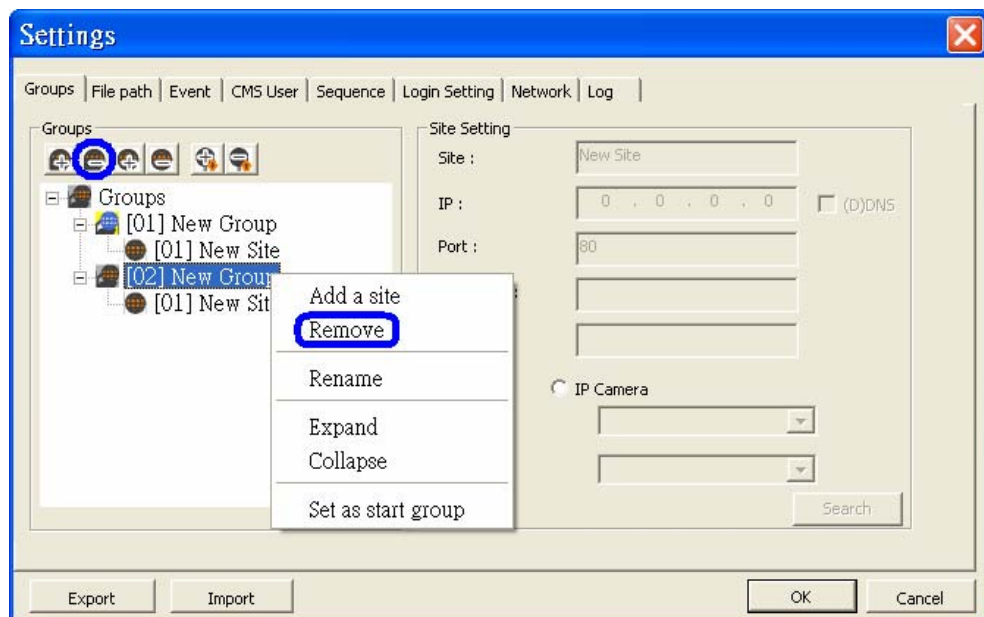 Settings
Groups File path Event CMS User Sequence Login Setting Network Log
Groups
[01] New Group
[01] New Site
[02] New Group
[01] New Sit
Groups
Site Setting
Site : New Site
IP : 0 . 0 . 0 . 0 (D)DNS
Port : 80
:
IP Camera
Search
Add a site
Remove
Rename
Expand
Collapse
Set as start group
Export Import OK Cancel